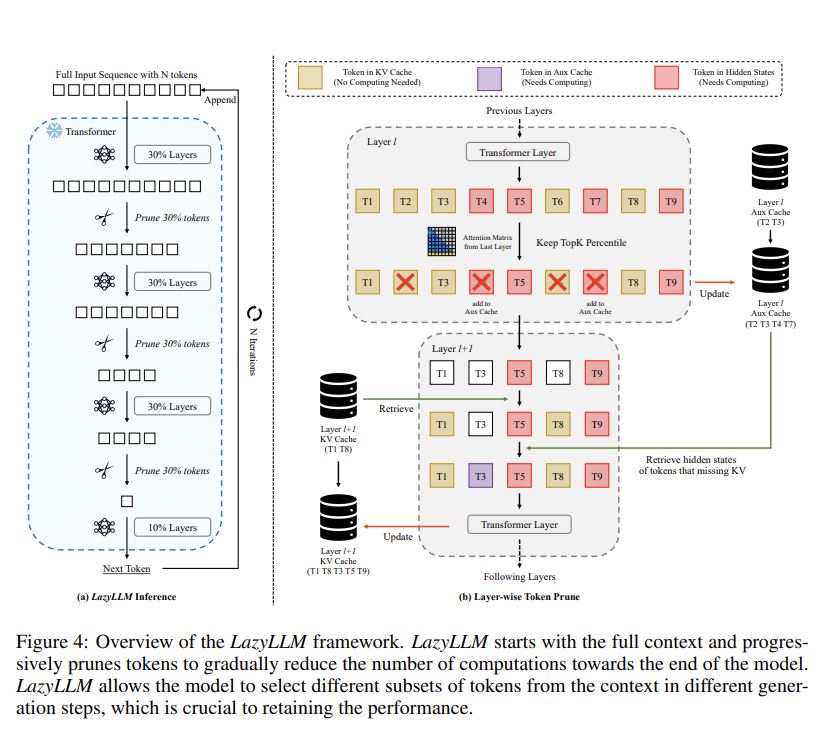 Full Input Sequence with N tokens
Append
Transformer
30% Layers
Prune 30% tokens
30% Layers
Prune 30% tokens
30% Layers
Prune 30% tokens
10% Layers
Next Token
N Iterations
(a) LazyLLM Inference
Token in KV Cache
(No Computing Needed)
Token in Aux Cache
(Needs Computing)
Token in Hidden States
(Needs Computing)
Previous Layers
Layer l
Transformer Layer
T1 T2 T3 T4 T5 T6 T7 T8 T9
Attention Matrix
from Last Layer
Keep TopK Percentile
T1 T3 T5 T8 T9
add to
Aux Cache
add to
Aux Cache
Layer l
Aux Cache
(T2 T3)
Update
Layer l
Aux Cache
(T2 T3 T4 T7)
Layer l+1
T1 T3 T5 T8 T9
Layer l+1
KV Cache
(T1 T8)
Retrieve
T1 T3 T5 T8 T9
Retrieve hidden states
of tokens that missing KV
T1 T3 T5 T8 T9
Transformer Layer
Update
Layer l+1
KV Cache
(T1 T8 T3 T5 T9)
Following Layers
(b) Layer-wise Token Prune
Figure 4: Overview of the LazyLLM framework. LazyLLM starts with the full context and progres-
sively prunes tokens to gradually reduce the number of computations towards the end of the model.
LazyLLM allows the model to select different subsets of tokens from the context in different gener-
ation steps, which is crucial to retaining the performance.